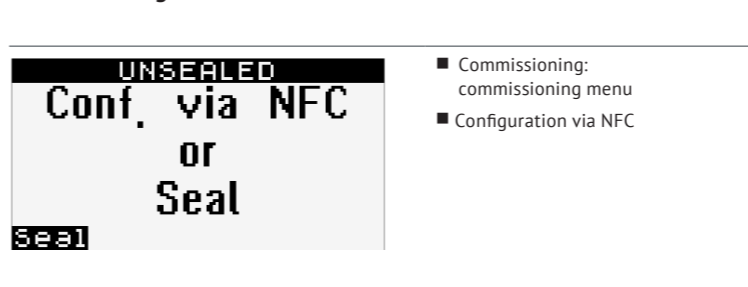 UNSEALED
Conf. via NFC
or
Seal
Seal
■ Commissioning:
commissioning menu
■ Configuration via NFC